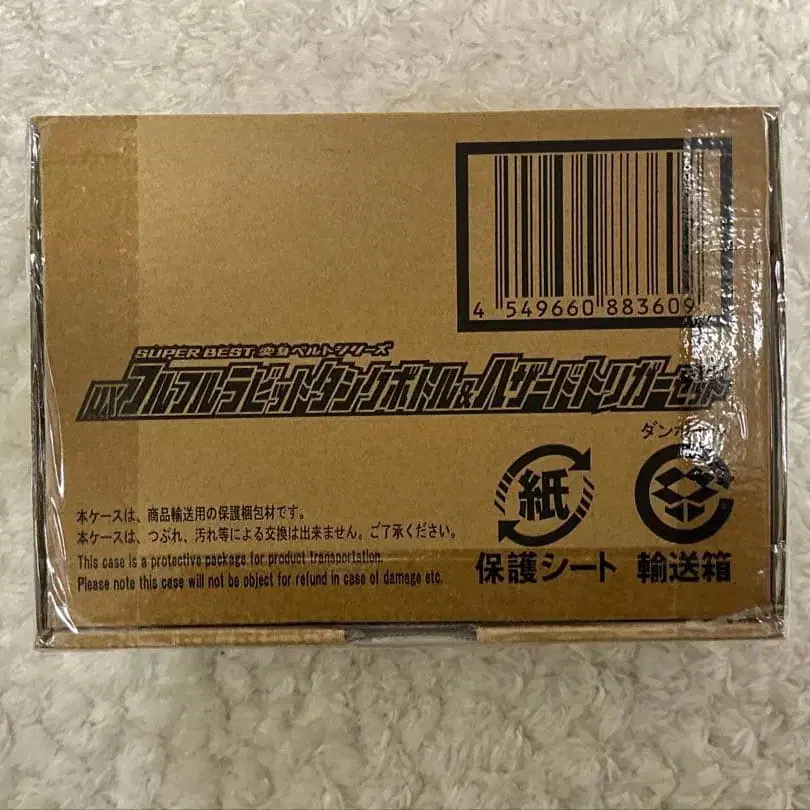 4 549660 883609
SUPER BEST 変身ベルトシリーズ
DXフルフルラビットタンクボトル&ハザードトリガーセット
ダンボール
紙
保護シート 輸送箱
本ケースは、商品輸送用の保護梱包材です。
本ケースは、つぶれ、汚れ等による交換は出来ません。ご了承ください。
This case is a protective package for product transportation.
Please note this case will not be object for refund in case of damage etc.